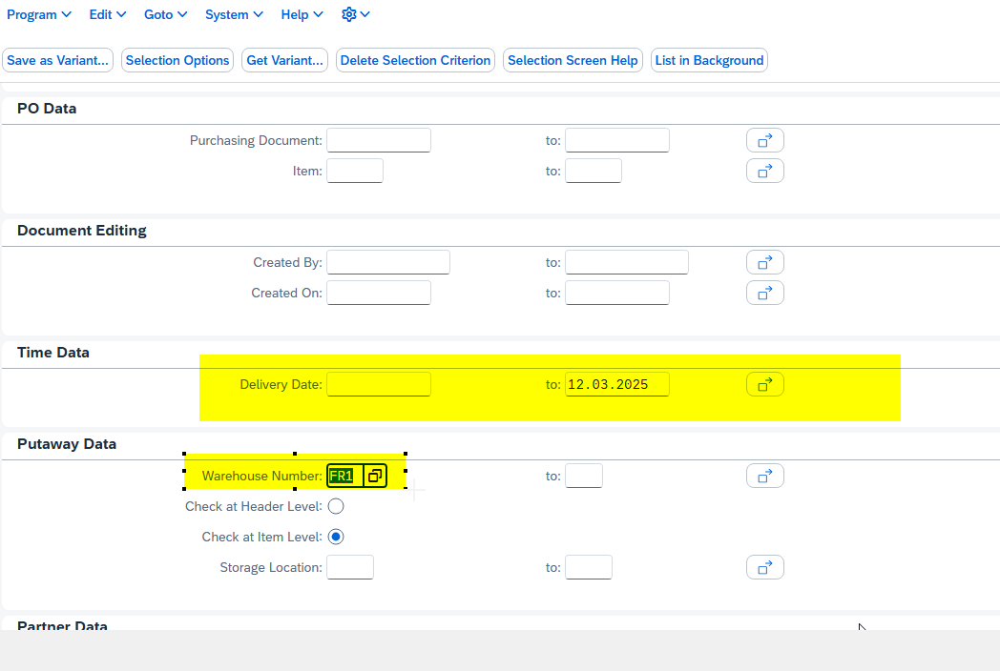 Program Edit Goto System Help
Save as Variant... Selection Options Get Variant... Delete Selection Criterion Selection Screen Help List in Background
PO Data
Purchasing Document: to:
Item: to:
Document Editing
Created By: to:
Created On: to:
Time Data
Delivery Date: to: 12.03.2025
Putaway Data
Warehouse Number: FR1 to:
Check at Header Level:
Check at Item Level:
Storage Location: to:
Partner Data